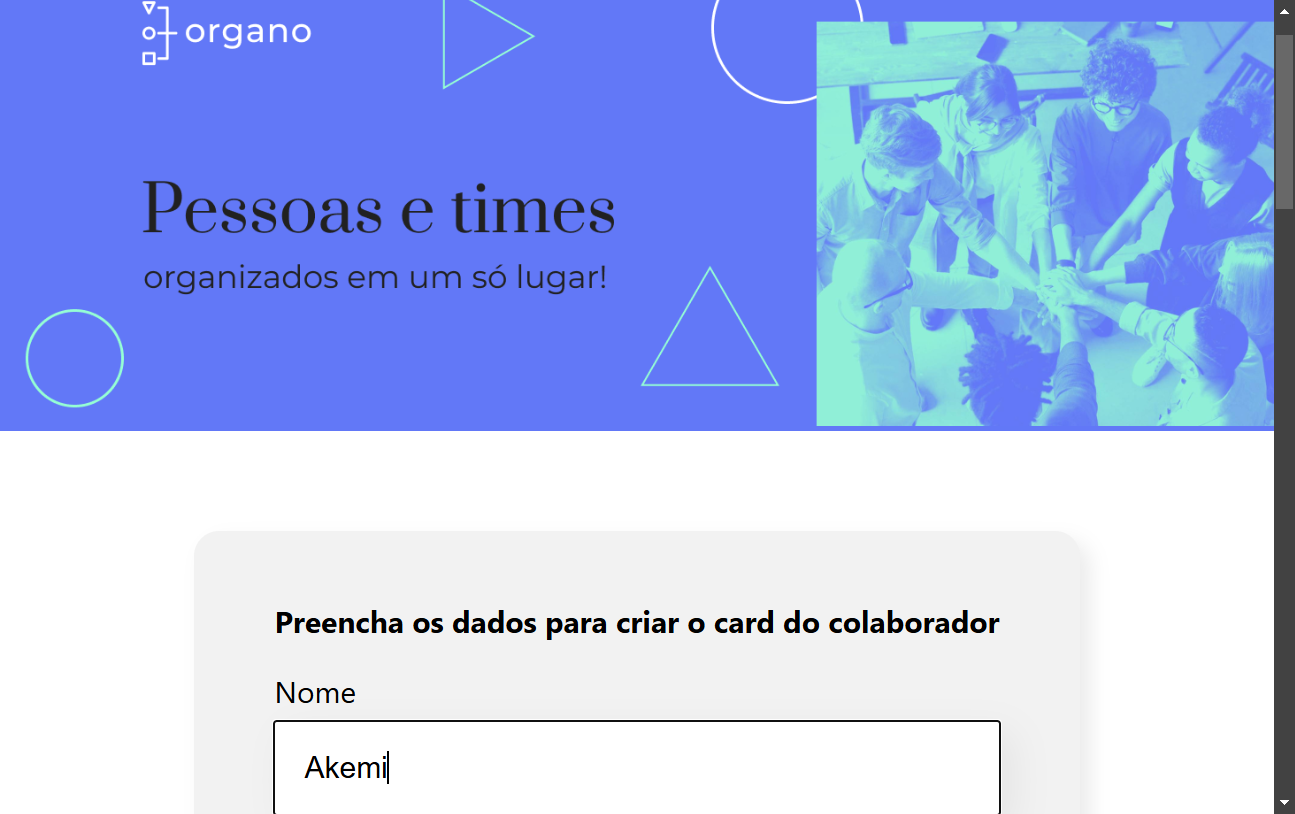 organo
Pessoas e times
organizados em um só lugar!
Preencha os dados para criar o card do colaborador
Nome
Akemi